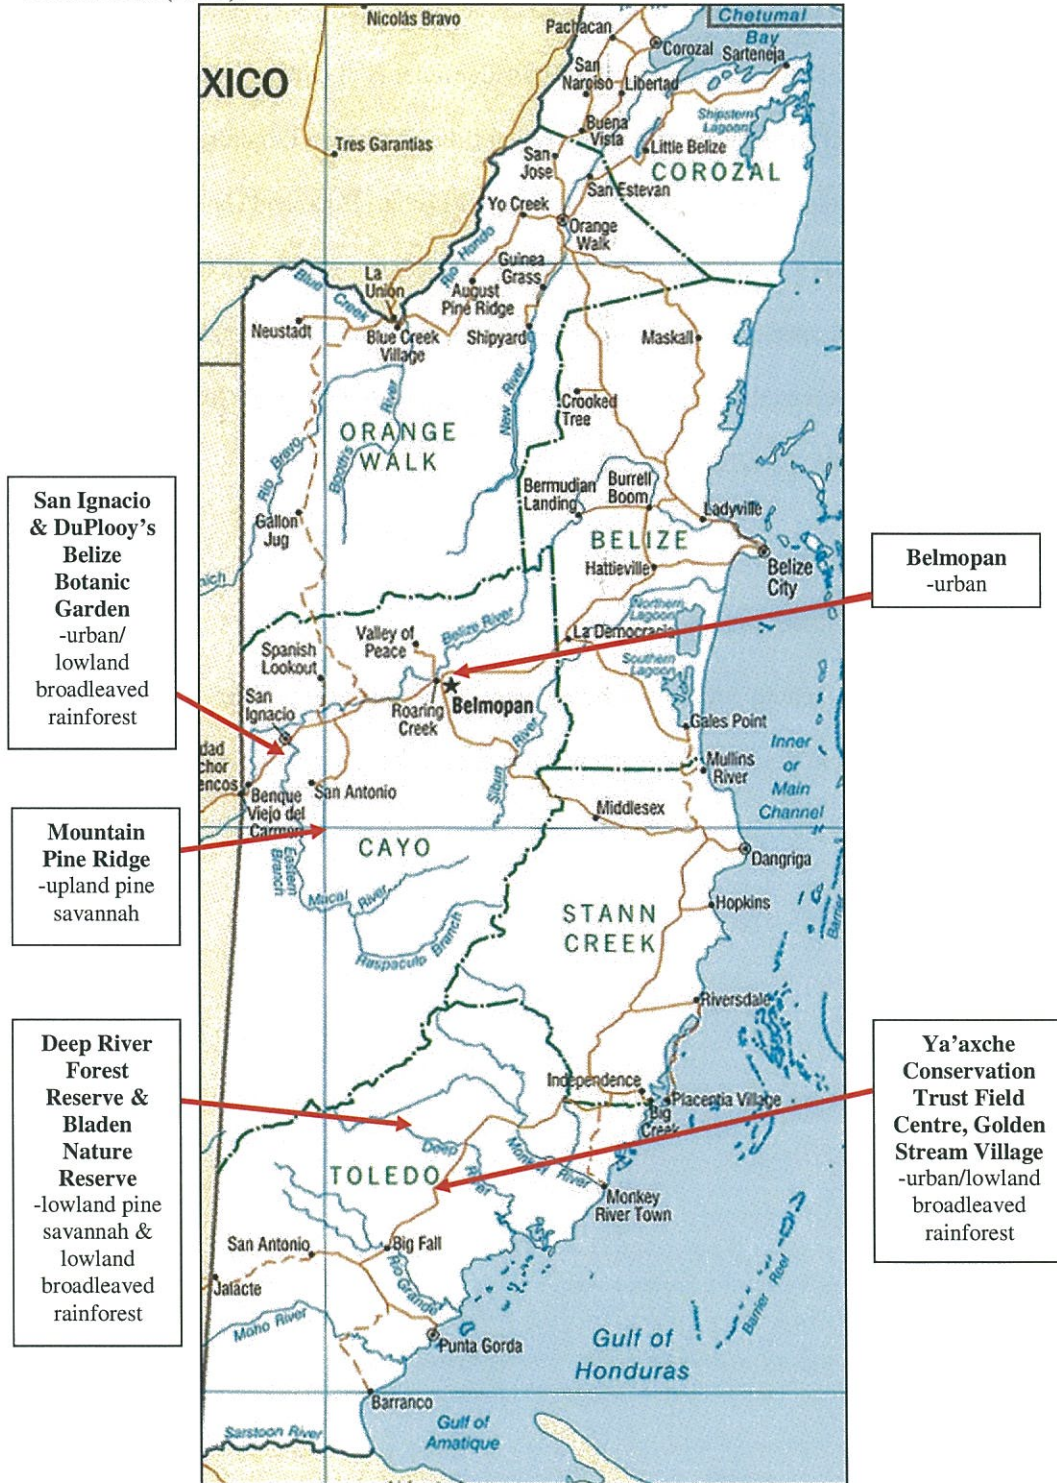 Nicolás Bravo
Pachacan
Chetumal
Bay
Corozal
Sarteneja
XICO
San
Narciso
Libertad
Shipstern
Lagoon
Tres Garantias
Buena
Vista
San
Jose
Little Belize
COROZAL
San Estevan
Yo Creek
Orange
Walk
Rio Hondo
Guinea
Grass
La
Union
Blue Creek
August
Pine Ridge
Neustadt
Blue Creek
Village
Shipyard
Maskall
New River
Crooked
Tree
ORANGE
WALK
Rio Bravo
Booth's River
Bermudian
Landing
Burrell
Boom
Ladyville
Gallon
Jug
BELIZE
Hattieville
Belize
City
San Ignacio
& DuPlooy's
Belize
Botanic
Garden
-urban/
lowland
broadleaved
rainforest
Belmopan
-urban
Northern
Lagoon
Valley of
Peace
Belize River
La Democracia
Spanish
Lookout
Southern
Lagoon
San
Ignacio
Roaring
Creek
Belmopan
Gales Point
Sibun River
Inner
or
Main
Channel
dad
chor
encos
Mullins
River
Benque
Viejo del
Carmen
San Antonio
Middlesex
Mountain
Pine Ridge
-upland pine
savannah
CAYO
Dangriga
Eastern
Branch
Macal River
Hopkins
Barrier
STANN
CREEK
Raspaculo Branch
Riversdale
Deep River
Forest
Reserve &
Bladen
Nature
Reserve
-lowland pine
savannah &
lowland
broadleaved
rainforest
Ya'axche
Conservation
Trust Field
Centre, Golden
Stream Village
-urban/lowland
broadleaved
rainforest
Independence
Placentia Village
Big
Creek
Deep River
Monkey River
TOLEDO
Monkey
River Town
San Antonio
Big Fall
Rio Grande
Jalacte
Barrier Reef
Moho River
Punta Gorda
Gulf of
Honduras
Barranco
Gulf of
Amatique
Sarstoon River